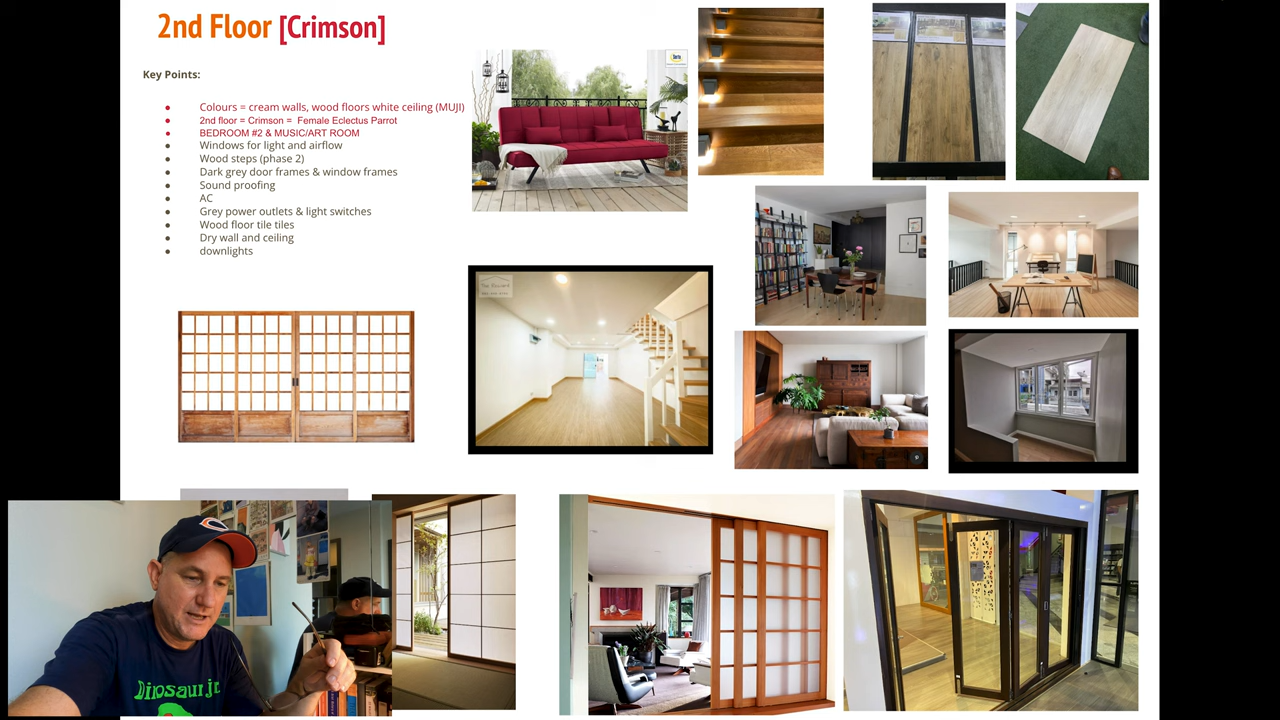 2nd Floor [Crimson]
Key Points:
Colours = cream walls, wood floors white ceiling (MUJI)
2nd floor = Crimson = Female Eclectus Parrot
BEDROOM #2 & MUSIC/ART ROOM
Windows for light and airflow
Wood steps (phase 2)
Dark grey door frames & window frames
Sound proofing
AC
Grey power outlets & light switches
Wood floor tile tiles
Dry wall and ceiling
downlights
Serta
Dinosaur jr